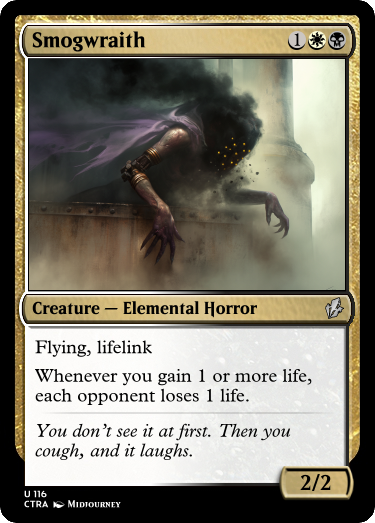 Smogwraith 1
Creature — Elemental Horror
Flying, lifelink
Whenever you gain 1 or more life,
each opponent loses 1 life.
You don't see it at first. Then you
cough, and it laughs.
2/2
U 116
CTRA Midjourney